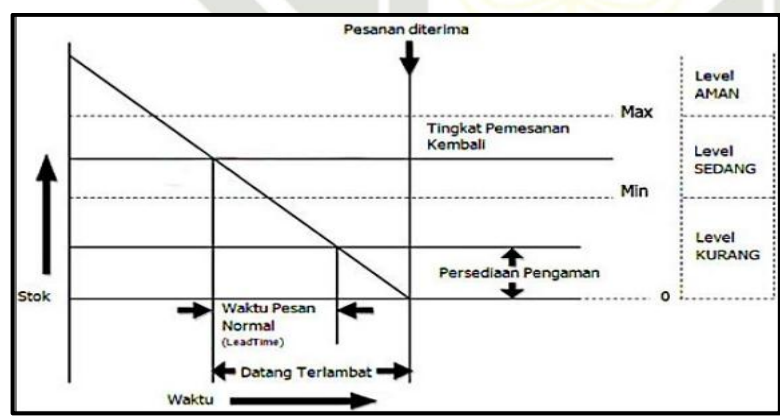 Pesanan diterima
Level
AMAN
Max
Tingkat Pemesanan
Kembali
Level
SEDANG
Min
Level
KURANG
Persediaan Pengaman
Stok
0
Waktu Pesan
Normal
(LeadTime)
Datang Terlambat
Waktu